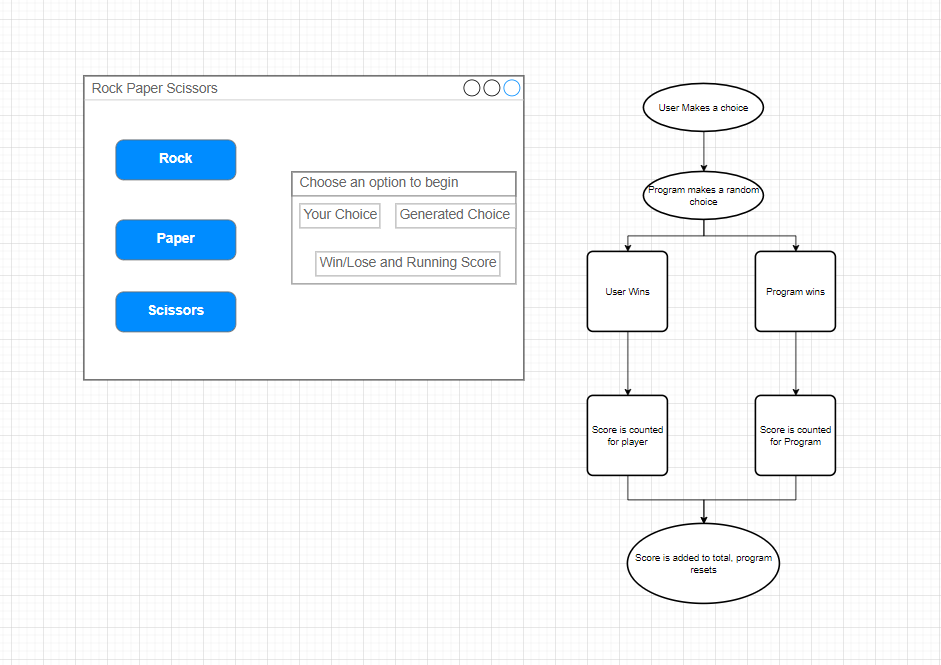 Rock Paper Scissors
Rock
Paper
Scissors
Choose an option to begin
Your Choice
Generated Choice
Win/Lose and Running Score
User Makes a choice
Program makes a random
choice
User Wins
Program wins
Score is counted
for player
Score is counted
for Program
Score is added to total, program
resets